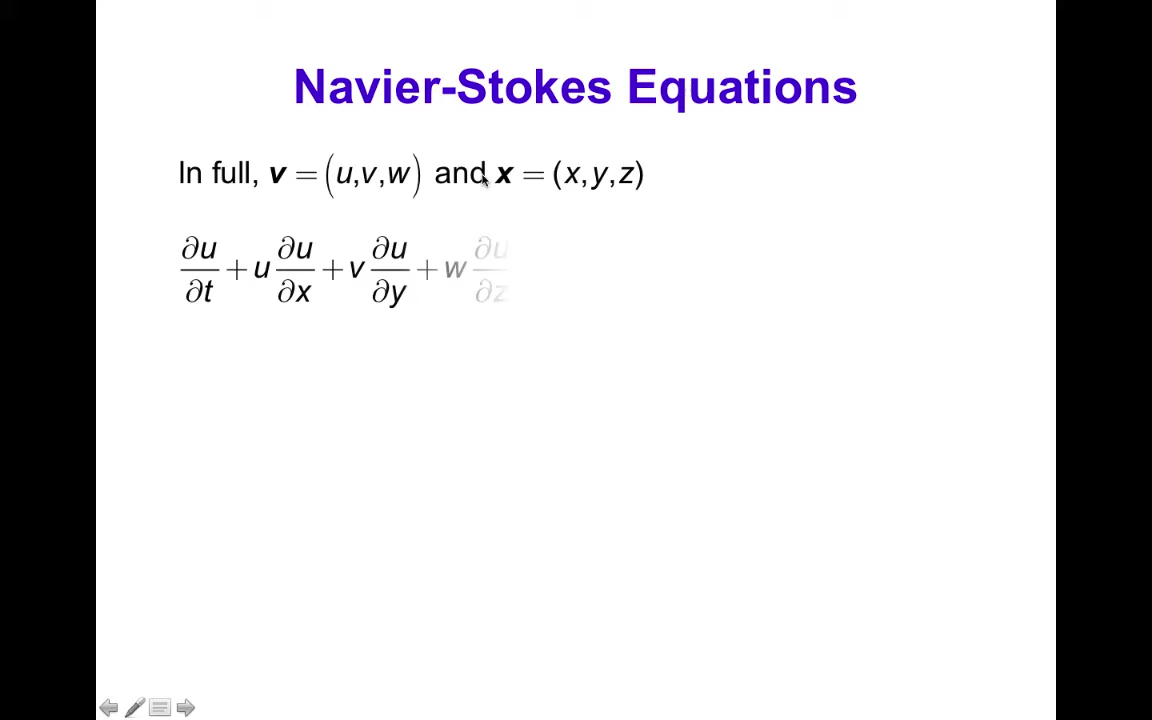 Navier-Stokes Equations
In full, v = (u,v,w) and x = (x,y,z)
∂u/∂t + u ∂u/∂x + v ∂u/∂y + w ∂u/∂z